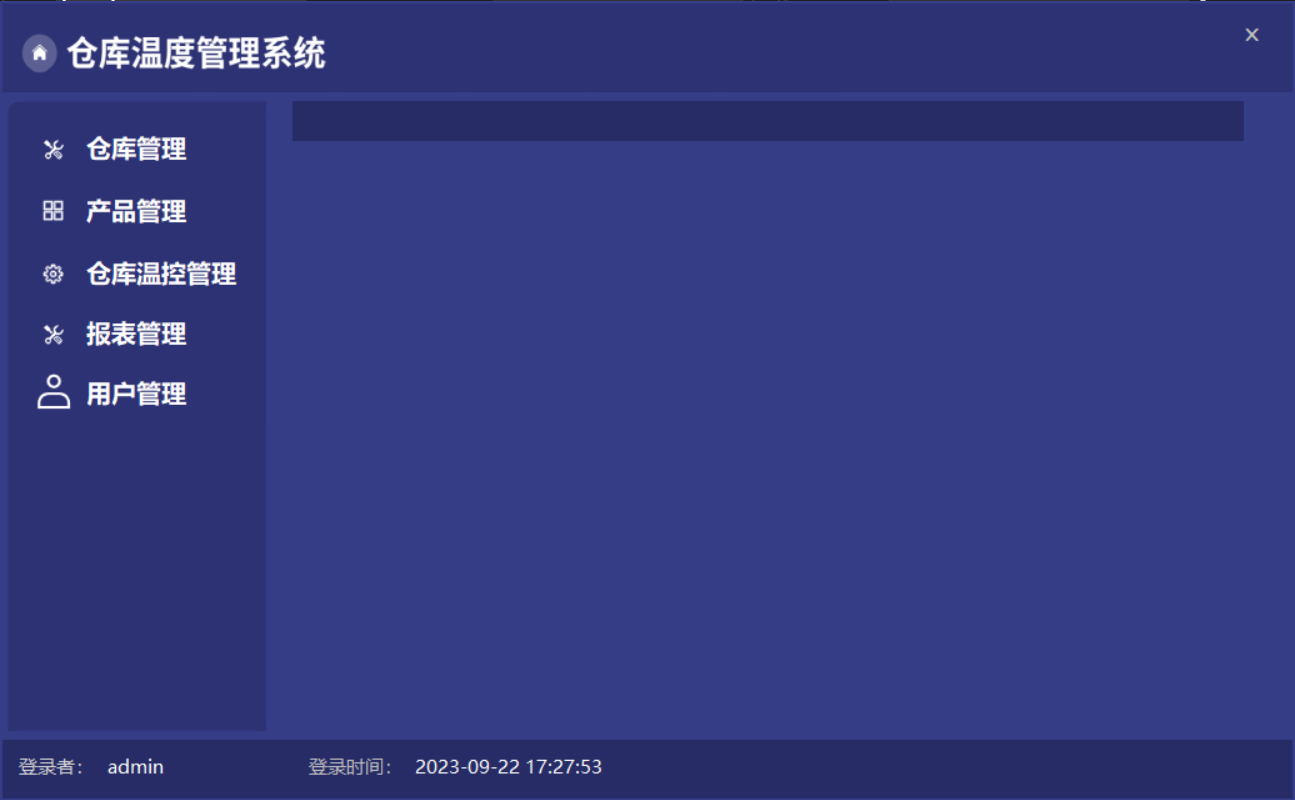 仓库温度管理系统
仓库管理
产品管理
仓库温控管理
报表管理
用户管理
登录者： admin 登录时间： 2023-09-22 17:27:53